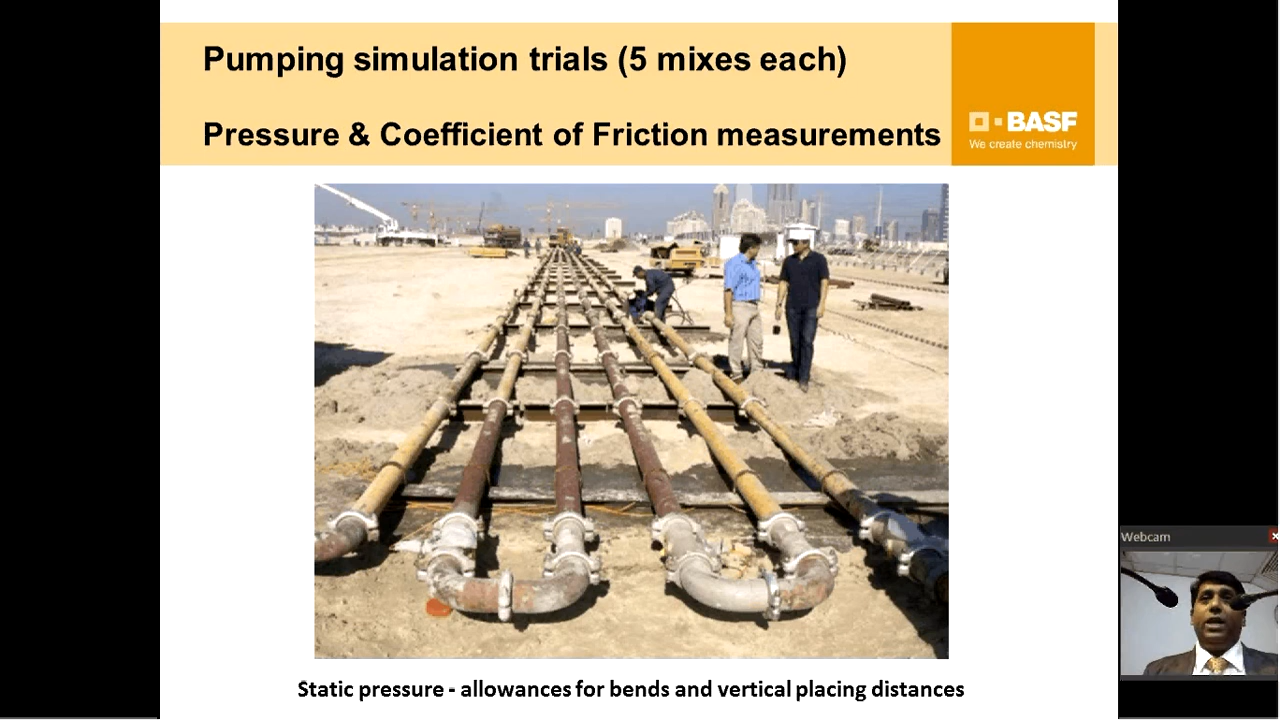 Pumping simulation trials (5 mixes each)
Pressure & Coefficient of Friction measurements
BASF
We create chemistry
Static pressure - allowances for bends and vertical placing distances
Webcam